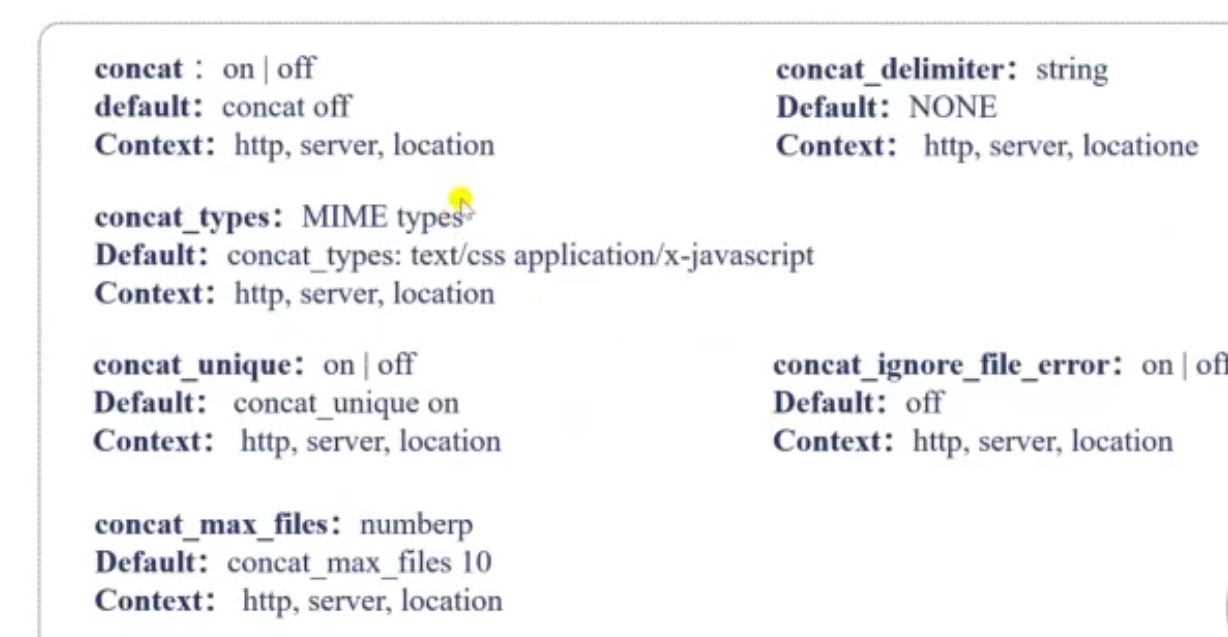 concat : on | off
default: concat off
Context: http, server, location
concat_delimiter: string
Default: NONE
Context: http, server, locatione
concat_types: MIME types
Default: concat_types: text/css application/x-javascript
Context: http, server, location
concat_unique: on | off
Default: concat_unique on
Context: http, server, location
concat_ignore_file_error: on | off
Default: off
Context: http, server, location
concat_max_files: numberp
Default: concat_max_files 10
Context: http, server, location